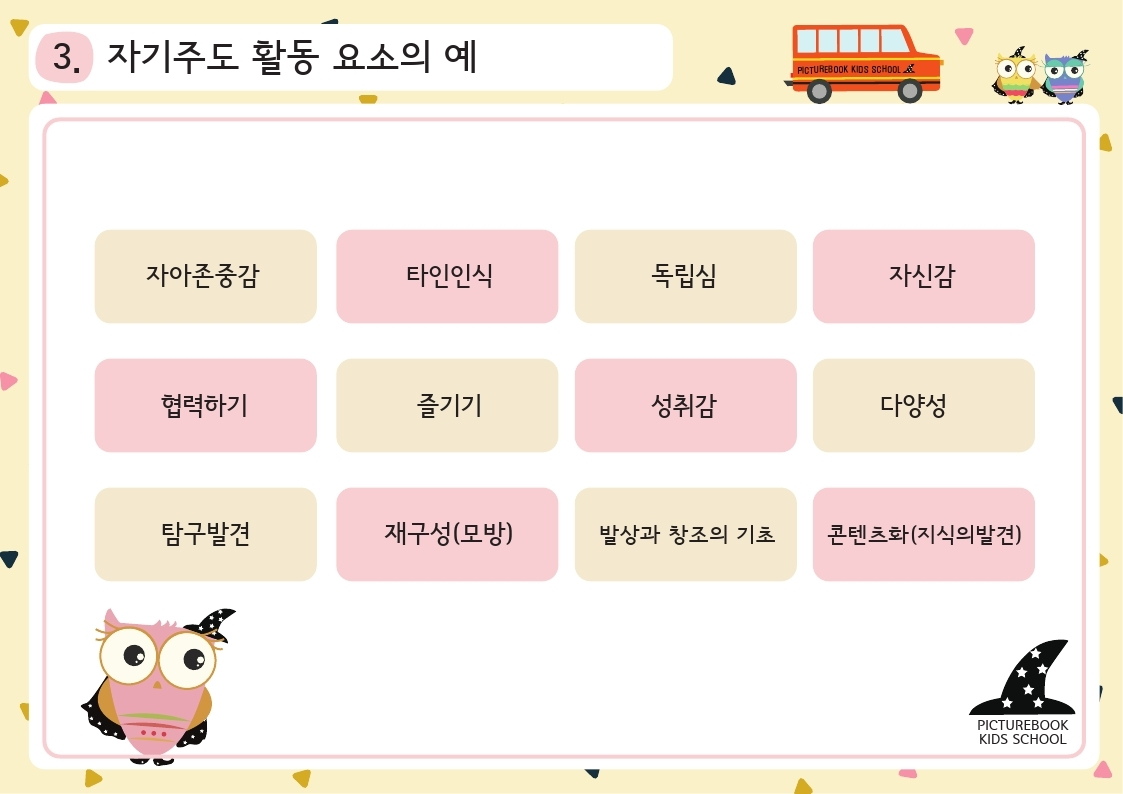 3. 자기주도 활동 요소의 예
PICTUREBOOK KIDS SCHOOL
자아존중감
타인인식
독립심
자신감
협력하기
즐기기
성취감
다양성
탐구발견
재구성(모방)
발상과 창조의 기초
콘텐츠화(지식의발견)
PICTUREBOOK
KIDS SCHOOL